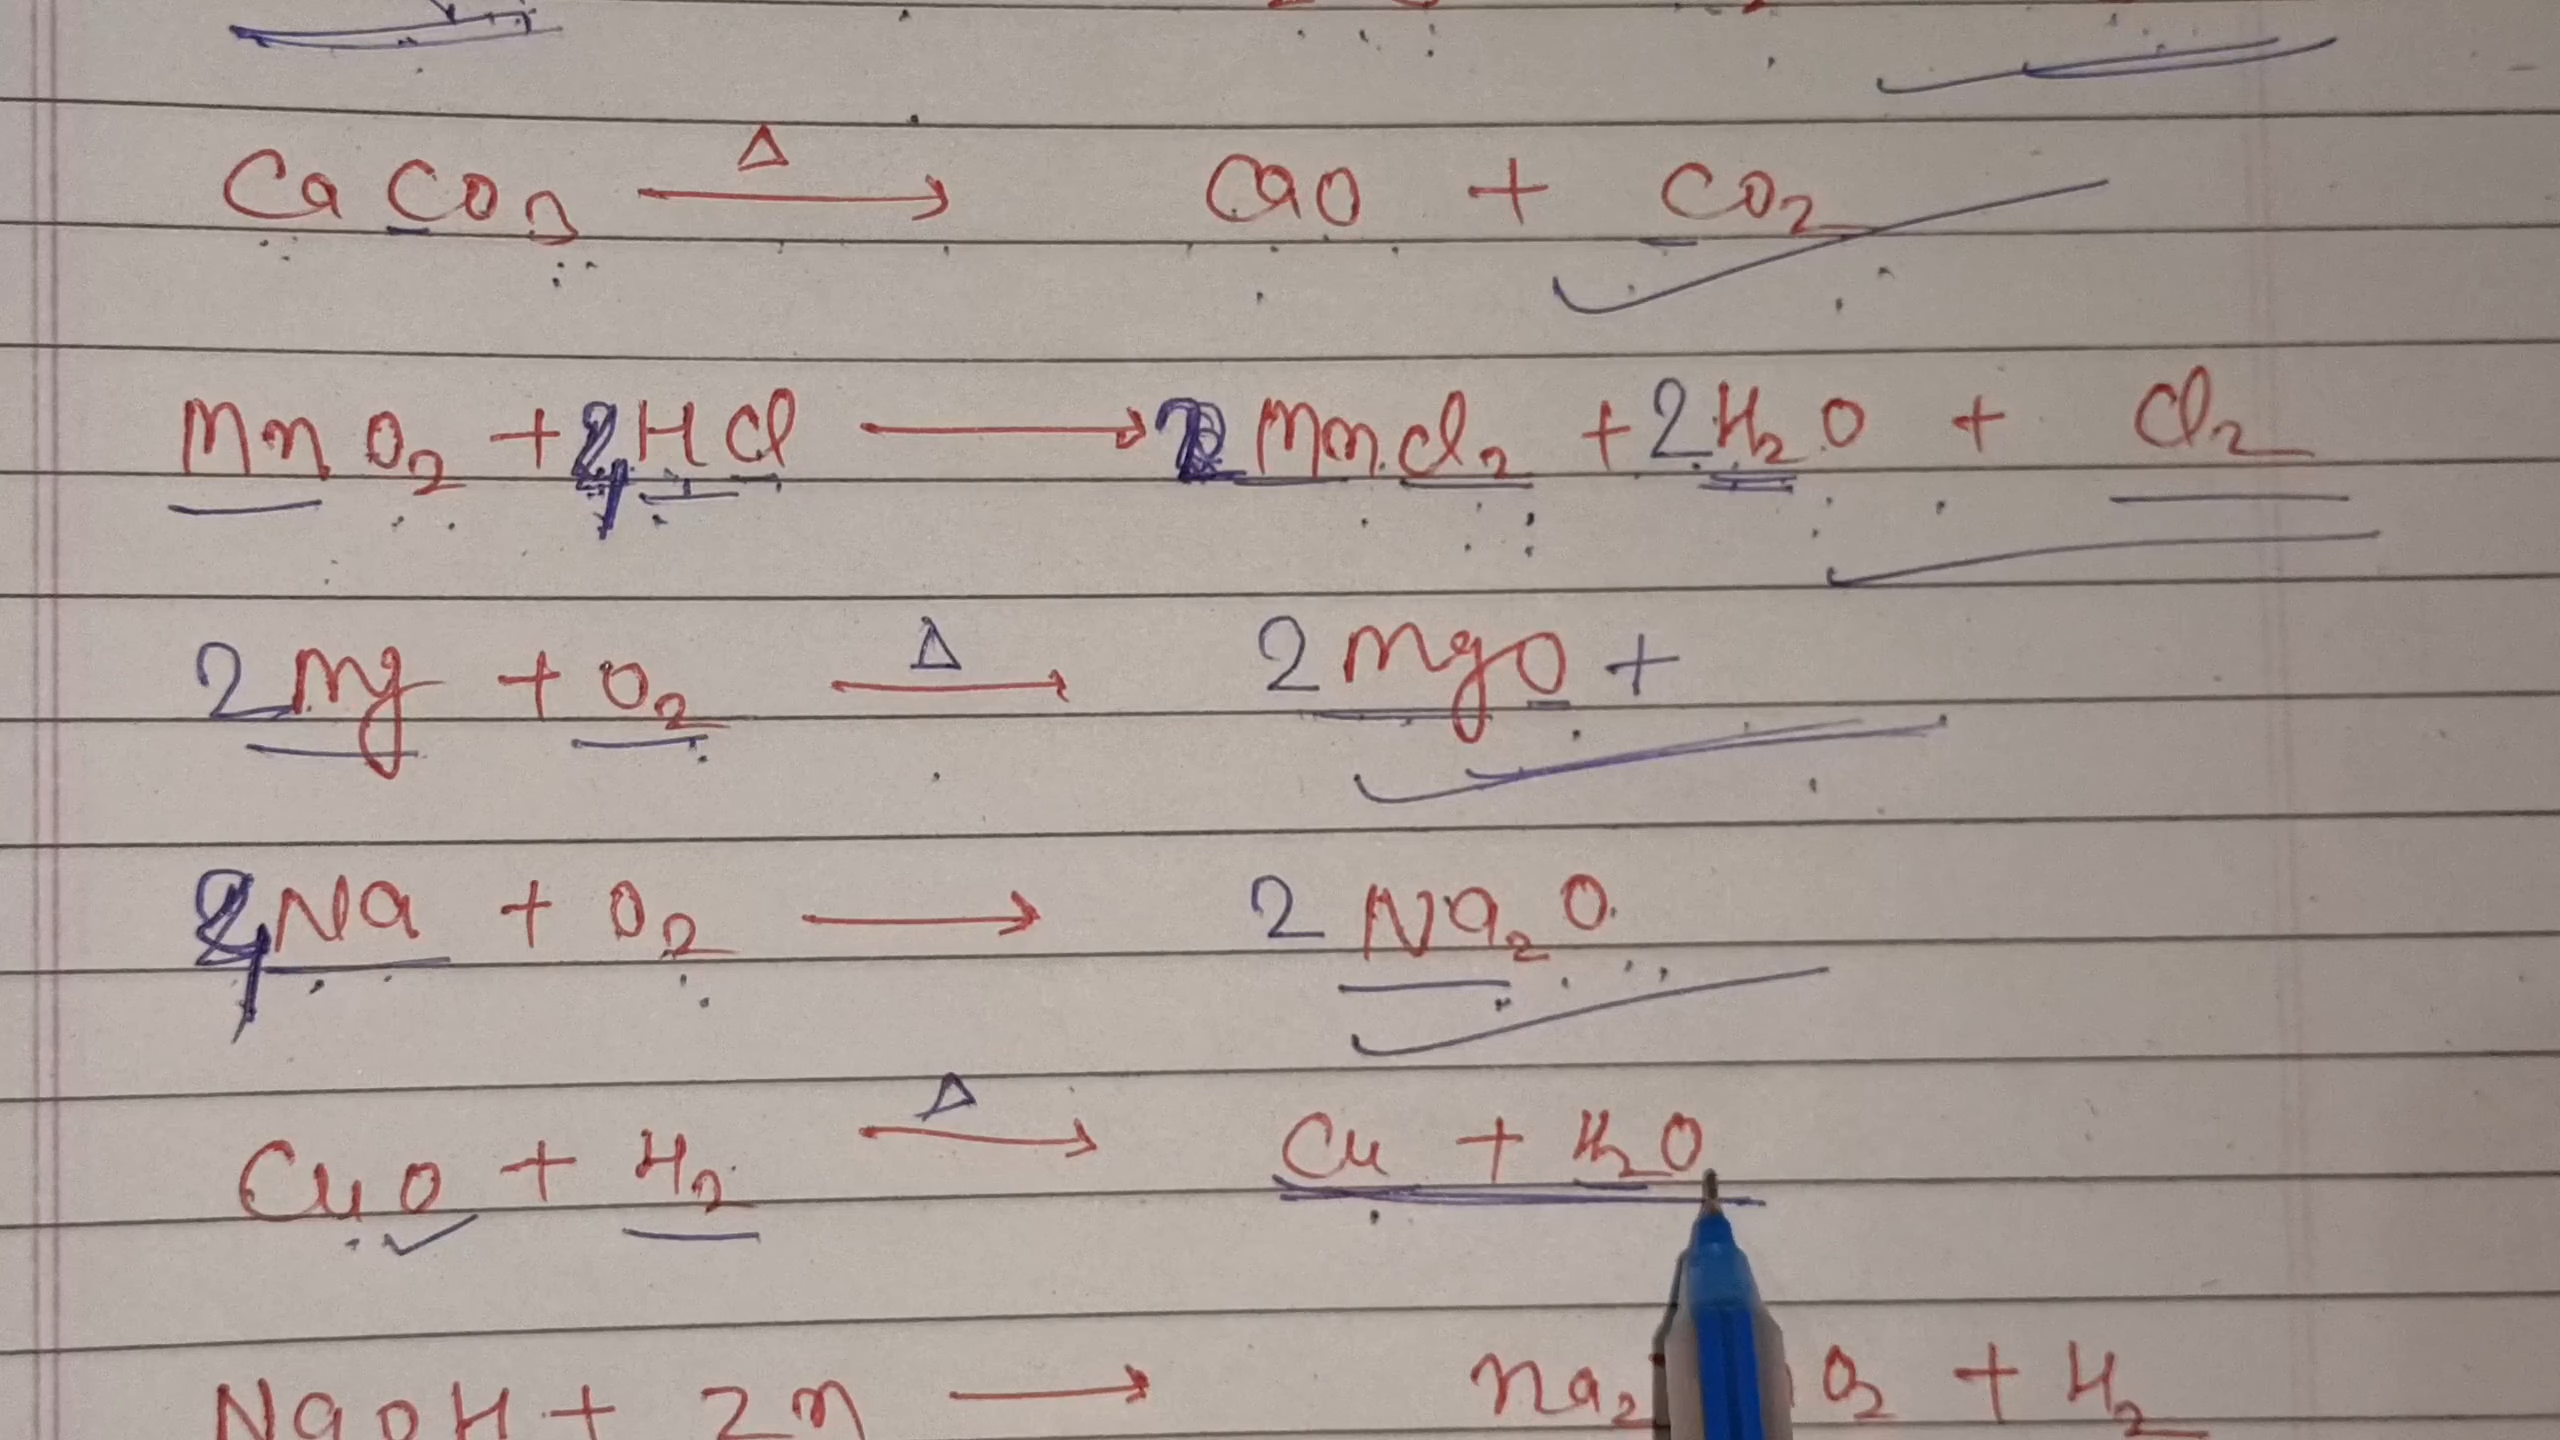 CaCO3 Δ→ CaO + CO2
MnO2 + 4HCl → MnCl2 + 2H2O + Cl2
2Mg + O2 Δ→ 2MgO +
4Na + O2 → 2Na2O
CuO + H2 Δ→ Cu + H2O
NaOH + Zn → Na2 O2 + H2